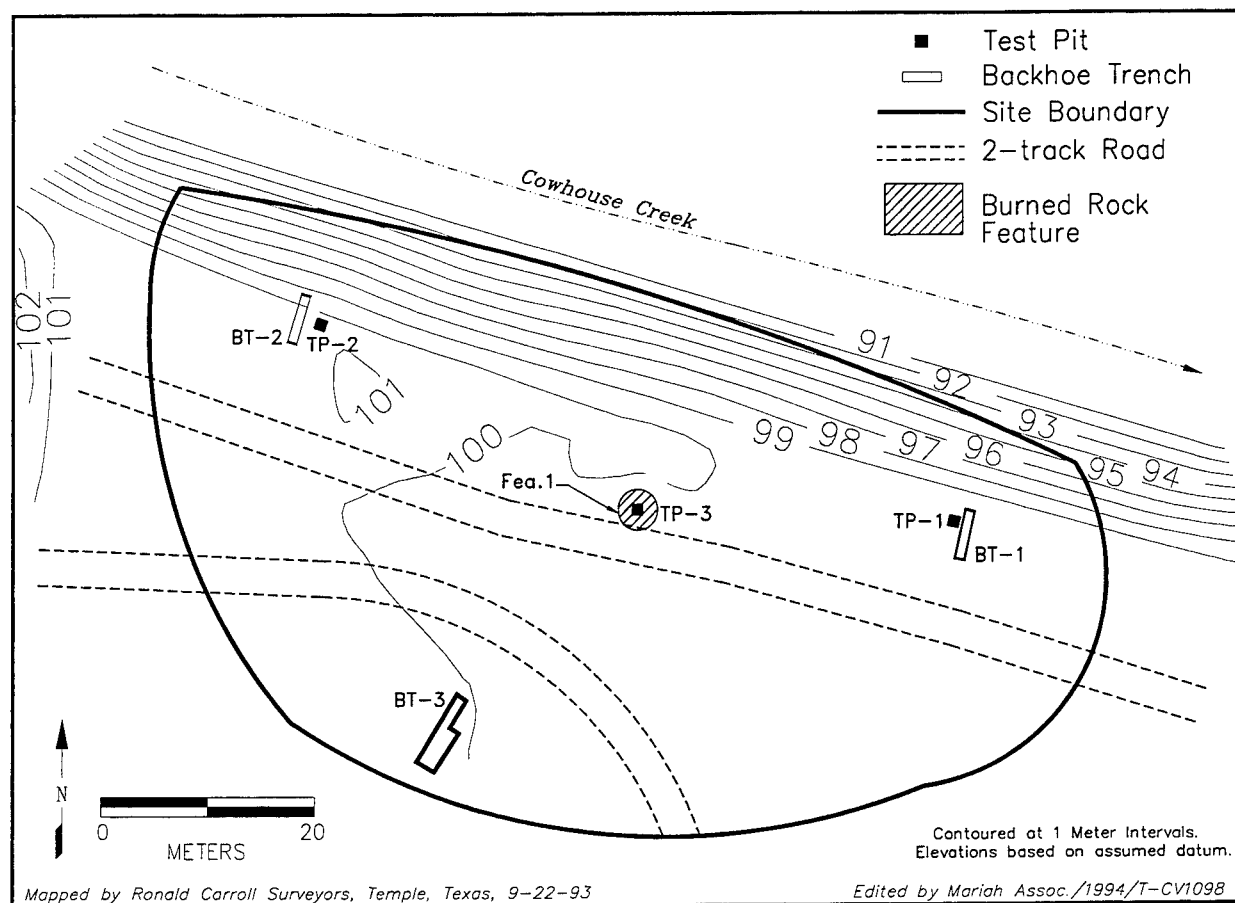 Test Pit
Backhoe Trench
Site Boundary
2-track Road
Burned Rock
Feature
Cowhouse Creek
102
101
BT-2
TP-2
101
100
91
92
93
94
95
96
97
98
99
Fea.1
TP-3
TP-1
BT-1
BT-3
N
0
20
METERS
Contoured at 1 Meter Intervals.
Elevations based on assumed datum.
Mapped by Ronald Carroll Surveyors, Temple, Texas, 9-22-93
Edited by Mariah Assoc./1994/T-CV1098